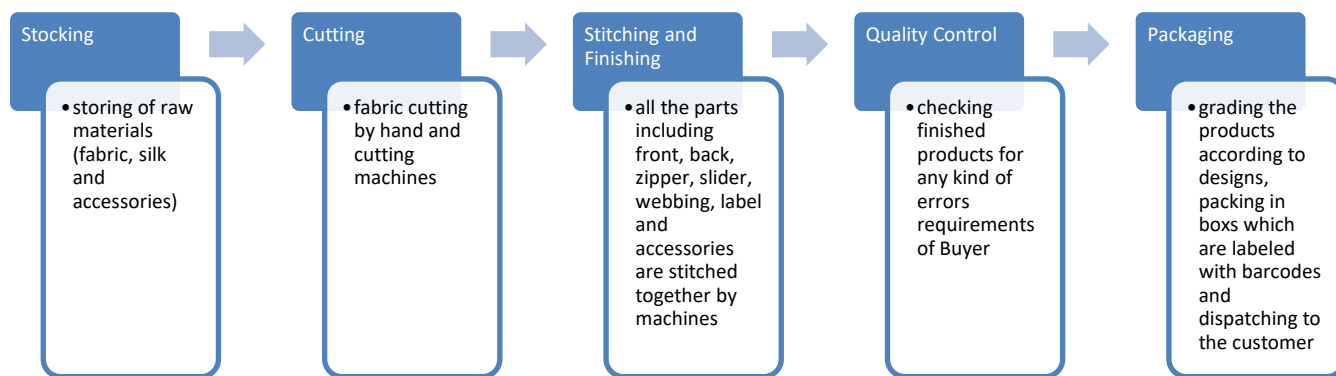 Stocking
•storing of raw
materials
(fabric, silk
and
accessories)
Cutting
•fabric cutting
by hand and
cutting
machines
Stitching and
Finishing
•all the parts
including
front, back,
zipper, slider,
webbing, label
and
accessories
are stitched
together by
machines
Quality Control
•checking
finished
products for
any kind of
errors
requirements
of Buyer
Packaging
•grading the
products
according to
designs,
packing in
boxs which
are labeled
with barcodes
and
dispatching to
the customer